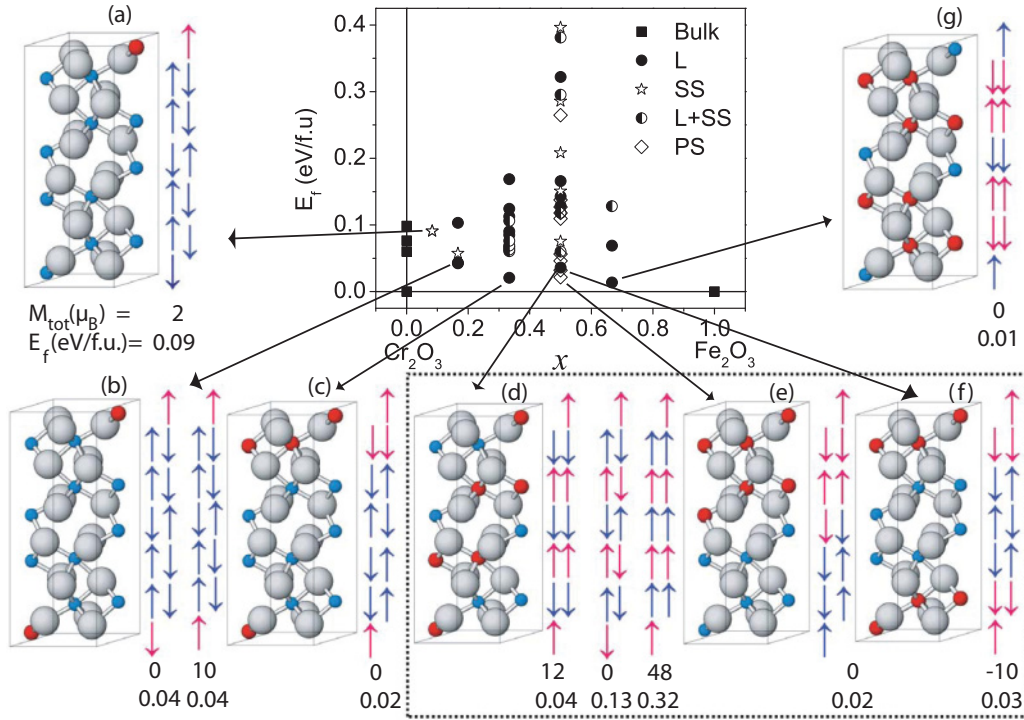 (a)
M_tot(μ_B) = 2
E_f(eV/f.u.)= 0.09
E_f (eV/f.u)
0.4
0.3
0.2
0.1
0.0
Bulk
L
SS
L+SS
PS
0.0 0.2 0.4 0.6 0.8 1.0
Cr₂O₃ x Fe₂O₃
(g)
0
0.01
(b)
0 10
0.04 0.04
(c)
0
0.02
(d)
12 0 48
0.04 0.13 0.32
(e)
0
0.02
(f)
-10
0.03